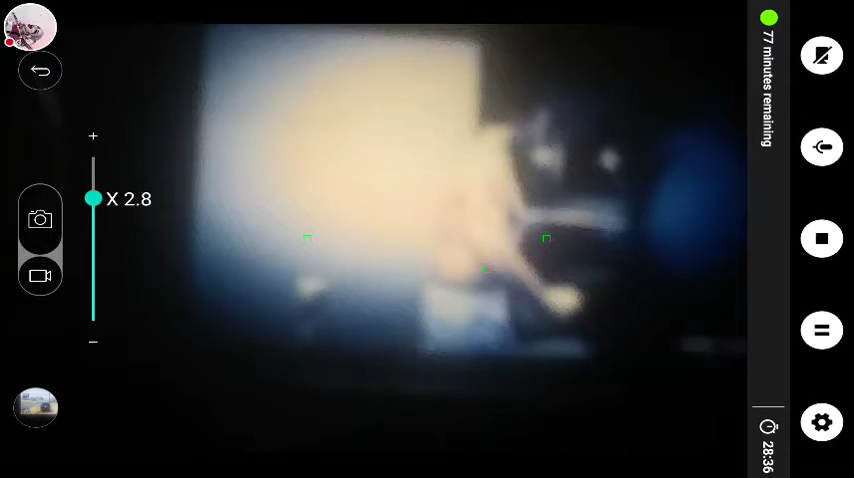 +
X 2.8
−
77 minutes remaining
28:36